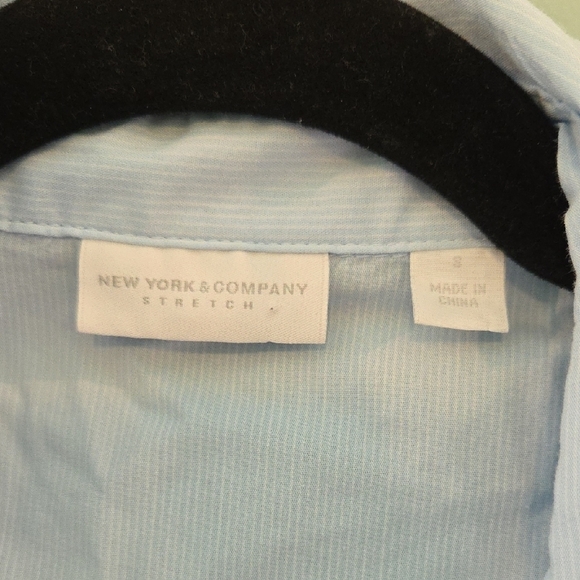 NEW YORK & COMPANY
STRETCH
S
MADE IN
CHINA